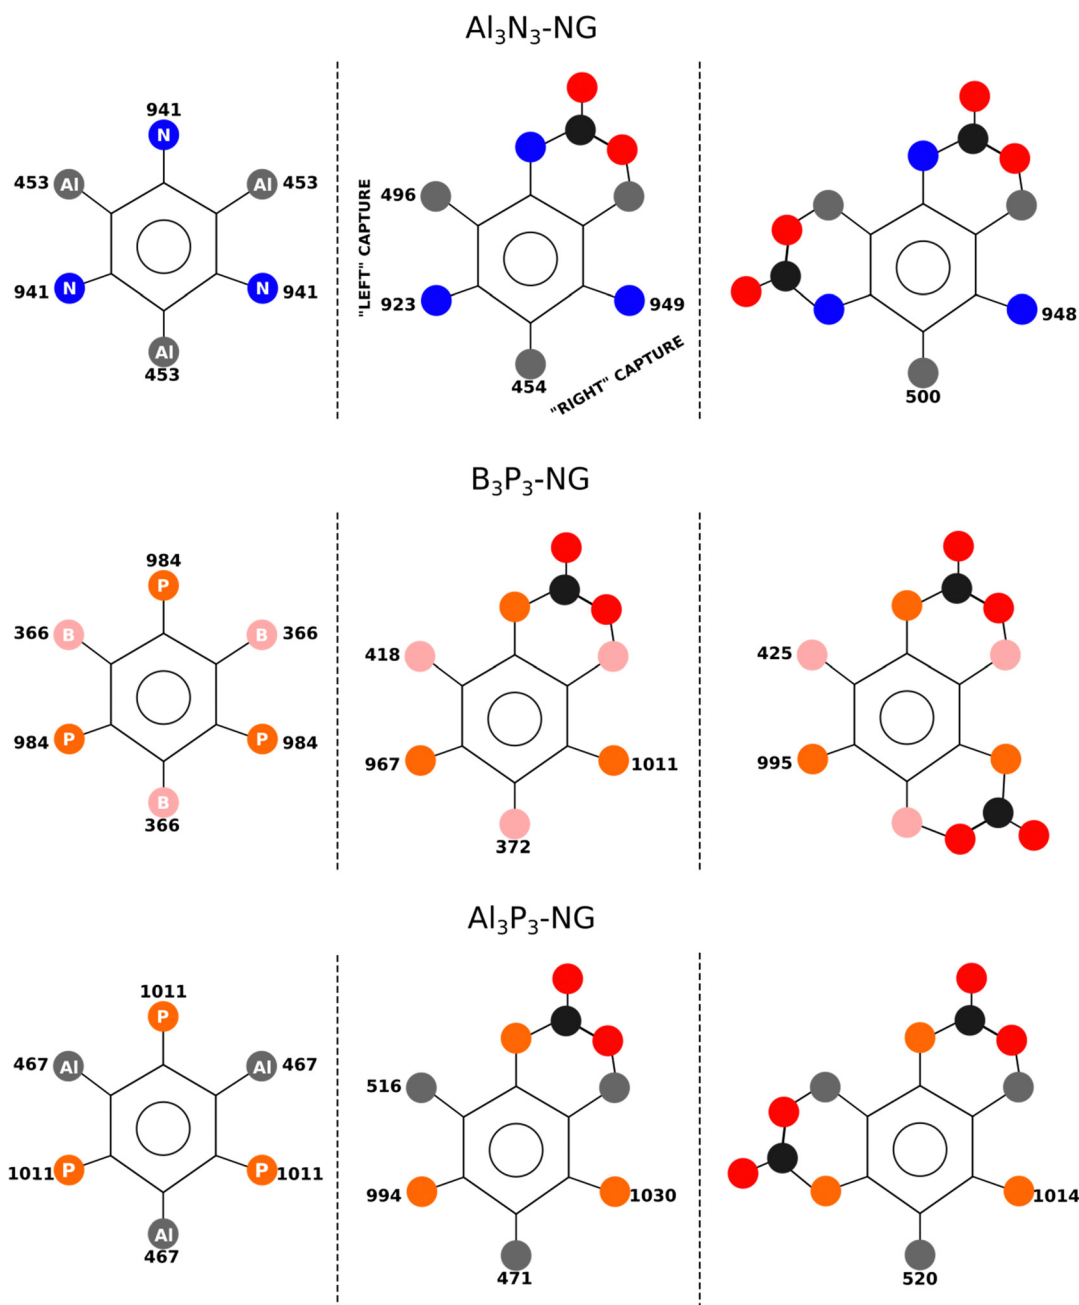 Al₃N₃-NG
941
N
453 Al Al 453
941 N N 941
Al
453
496
"LEFT" CAPTURE
923 949
454
"RIGHT" CAPTURE
948
500
B₃P₃-NG
984
P
366 B B 366
984 P P 984
B
366
418
967 1011
372
425
995
Al₃P₃-NG
1011
P
467 Al Al 467
1011 P P 1011
Al
467
516
994 1030
471
1014
520